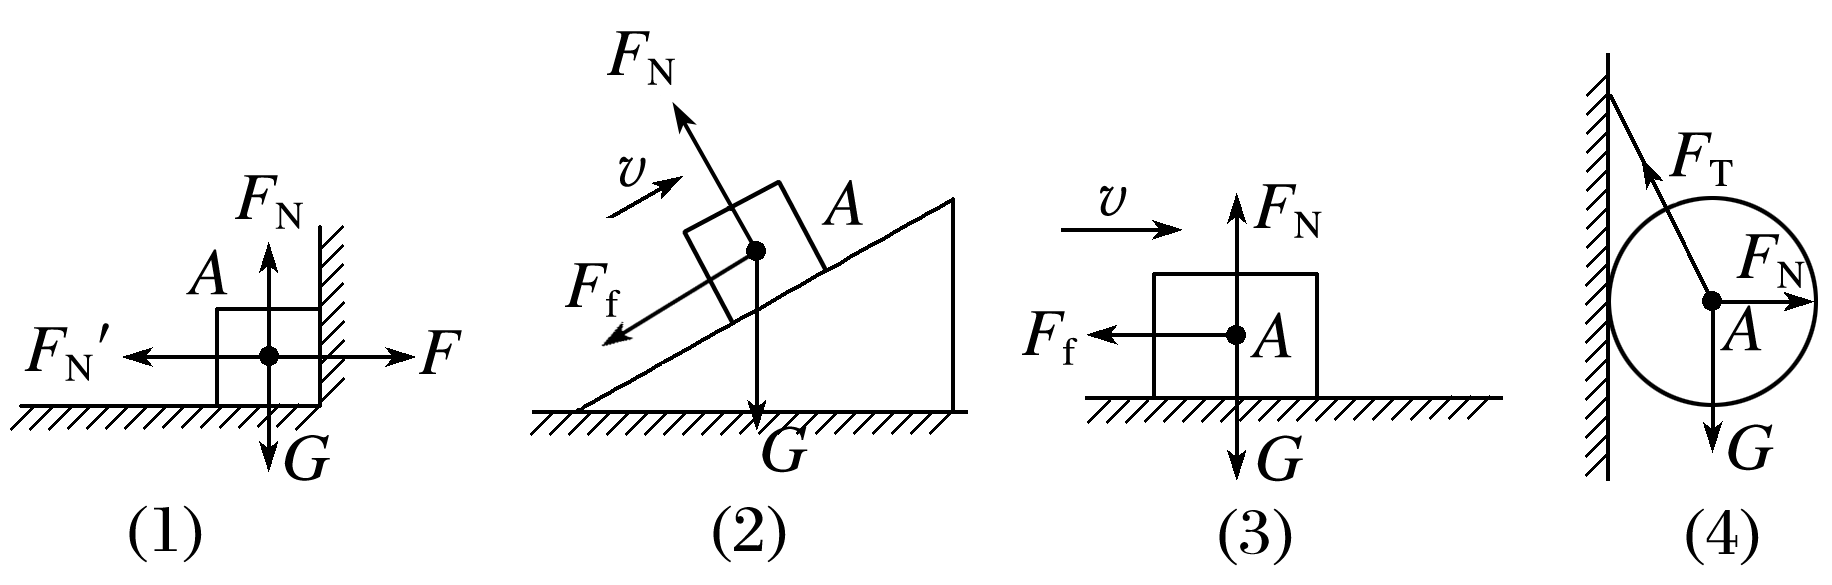 F_N
A
F_N′
F
G
(1)
F_N
v
A
F_f
G
(2)
v
F_N
F_f
A
G
(3)
F_T
F_N
A
G
(4)